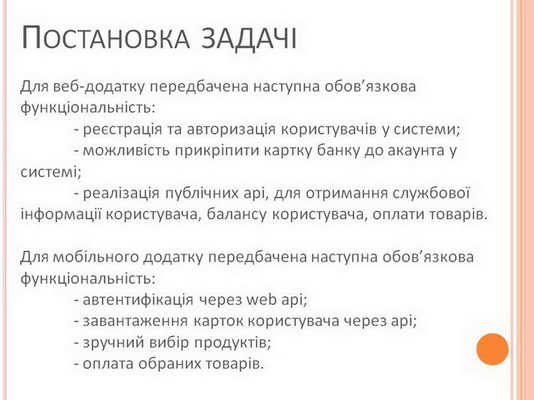 Постановка задачі
Для веб-додатку передбачена наступна обов’язкова
функціональність:
- реєстрація та авторизація користувачів у системи;
- можливість прикріпити картку банку до акаунта у
системі;
- реалізація публічних арі, для отримання службової
інформації користувача, балансу користувача, оплати товарів.
Для мобільного додатку передбачена наступна обов’язкова
функціональність:
- автентифікація через web api;
- завантаження карток користувача через арі;
- зручний вибір продуктів;
- оплата обраних товарів.